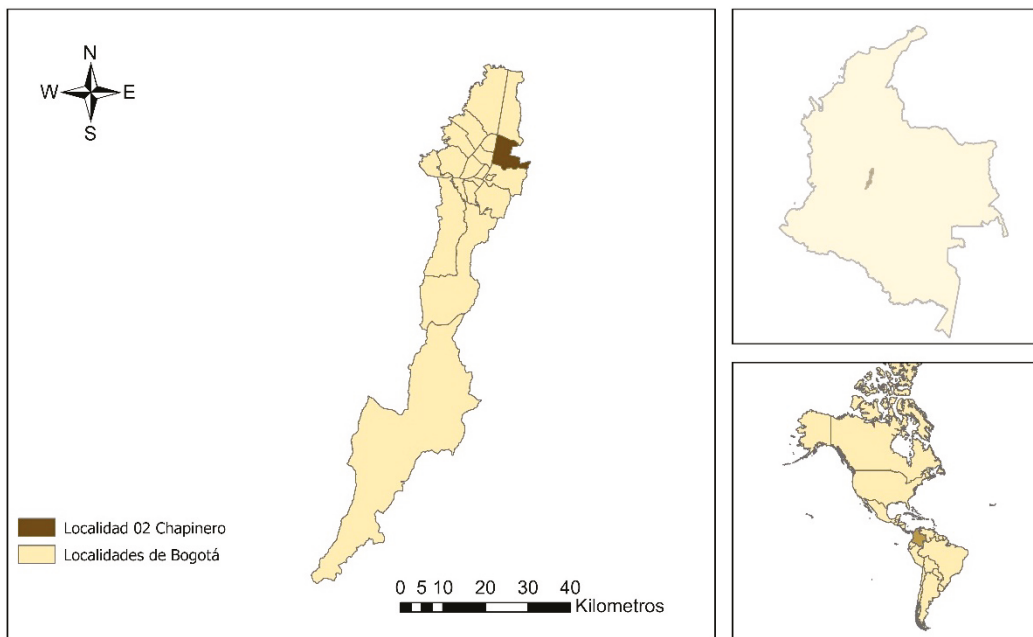 N
W E
S
Localidad 02 Chapinero
Localidades de Bogotá
0 5 10 20 30 40
Kilometros